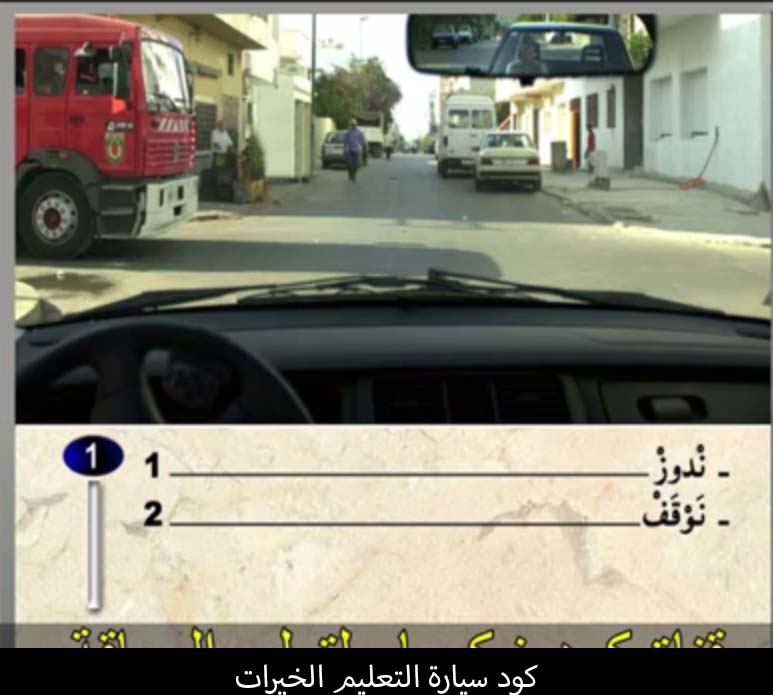 1
- نْدوزْ 1
- نَوْقَفْ 2
كود سيارة التعليم الخيرات